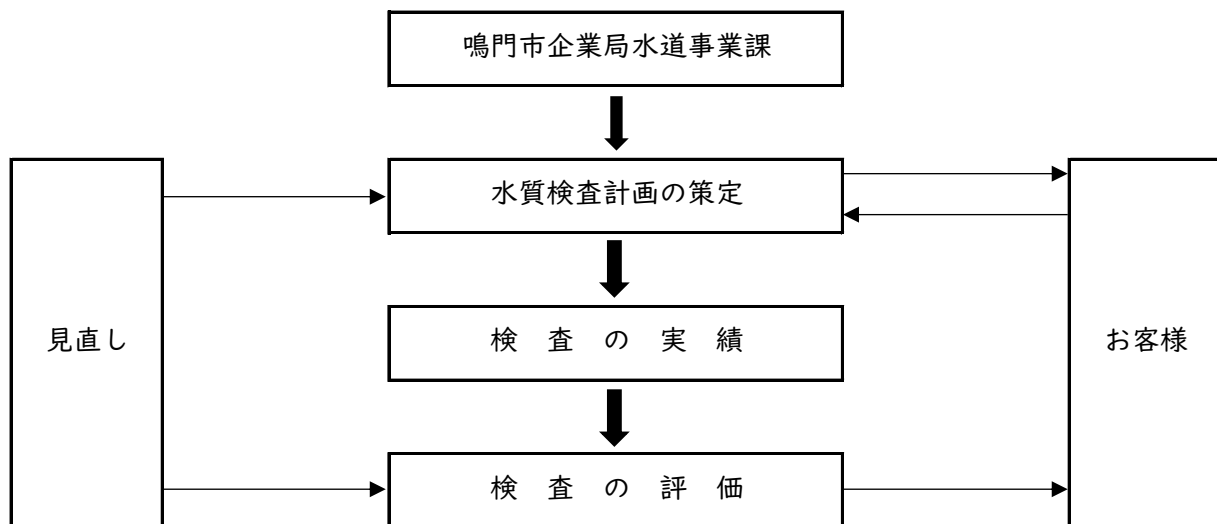 鳴門市企業局水道事業課
水質検査計画の策定
見直し
検　査　の　実　績
お客様
検　査　の　評　価